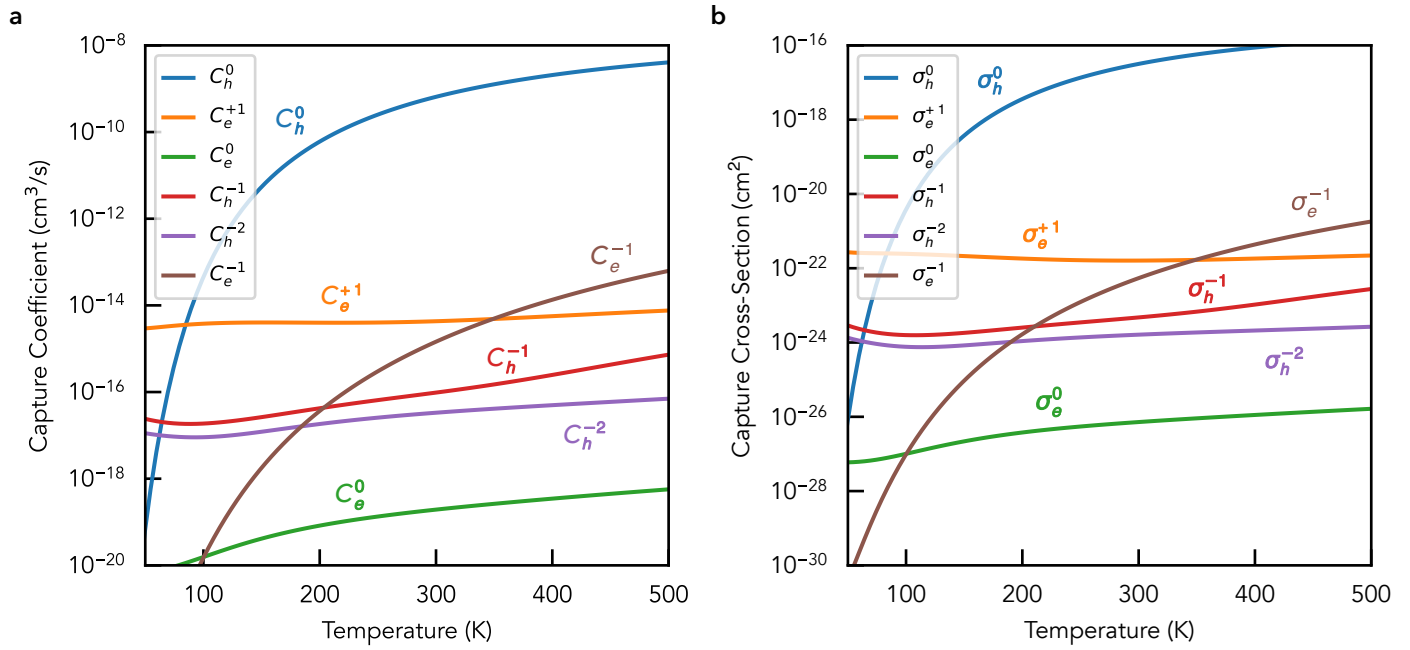 a
Capture Coefficient (cm³/s)
10⁻⁸
10⁻¹⁰
10⁻¹²
10⁻¹⁴
10⁻¹⁶
10⁻¹⁸
10⁻²⁰
C_h^0
C_e^{+1}
C_e^0
C_h^{-1}
C_h^{-2}
C_e^{-1}
C_h^0
C_e^{-1}
C_e^{+1}
C_h^{-1}
C_h^{-2}
C_e^0
100 200 300 400 500
Temperature (K)
b
Capture Cross-Section (cm²)
10⁻¹⁶
10⁻¹⁸
10⁻²⁰
10⁻²²
10⁻²⁴
10⁻²⁶
10⁻²⁸
10⁻³⁰
σ_h^0
σ_e^{+1}
σ_e^0
σ_h^{-1}
σ_h^{-2}
σ_e^{-1}
σ_h^0
σ_e^{-1}
σ_e^{+1}
σ_h^{-1}
σ_h^{-2}
σ_e^0
100 200 300 400 500
Temperature (K)